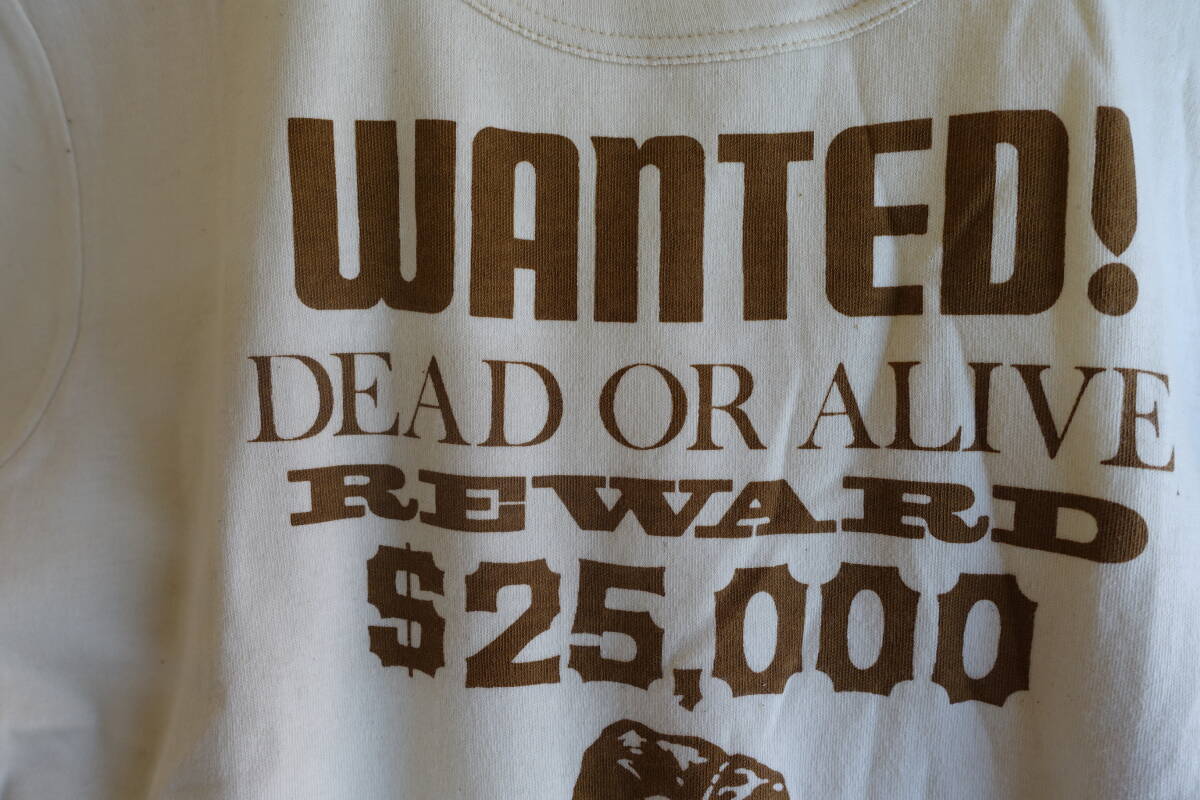 WANTED!
DEAD OR ALIVE
REWARD
$25,000